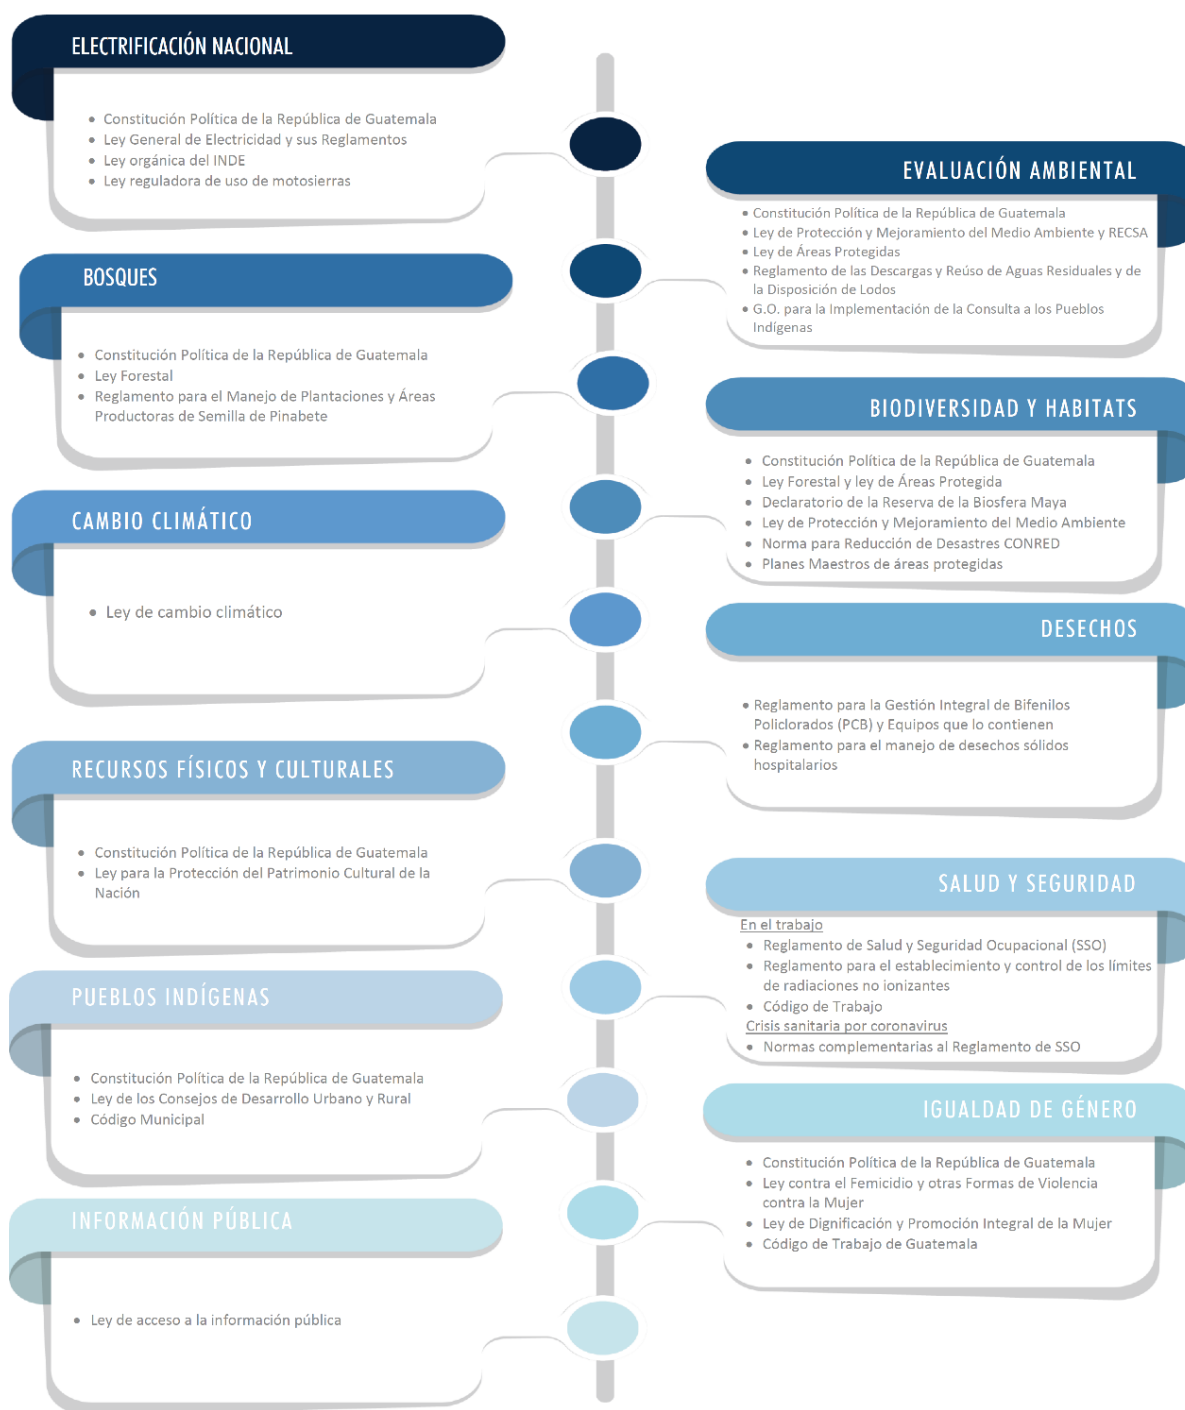 ELECTRIFICACIÓN NACIONAL
• Constitución Política de la República de Guatemala
• Ley General de Electricidad y sus Reglamentos
• Ley orgánica del INDE
• Ley reguladora de uso de motosierras
EVALUACIÓN AMBIENTAL
• Constitución Política de la República de Guatemala
• Ley de Protección y Mejoramiento del Medio Ambiente y RECSA
• Ley de Áreas Protegidas
• Reglamento de las Descargas y Reúso de Aguas Residuales y de
la Disposición de Lodos
• G.O. para la Implementación de la Consulta a los Pueblos
Indígenas
BOSQUES
• Constitución Política de la República de Guatemala
• Ley Forestal
• Reglamento para el Manejo de Plantaciones y Áreas
Productoras de Semilla de Pinabete
BIODIVERSIDAD Y HABITATS
• Constitución Política de la República de Guatemala
• Ley Forestal y ley de Áreas Protegida
• Declaratorio de la Reserva de la Biosfera Maya
• Ley de Protección y Mejoramiento del Medio Ambiente
• Norma para Reducción de Desastres CONRED
• Planes Maestros de áreas protegidas
CAMBIO CLIMÁTICO
• Ley de cambio climático
DESECHOS
• Reglamento para la Gestión Integral de Bifenilos
Policlorados (PCB) y Equipos que lo contienen
• Reglamento para el manejo de desechos sólidos
hospitalarios
RECURSOS FÍSICOS Y CULTURALES
• Constitución Política de la República de Guatemala
• Ley para la Protección del Patrimonio Cultural de la
Nación
SALUD Y SEGURIDAD
En el trabajo
• Reglamento de Salud y Seguridad Ocupacional (SSO)
• Reglamento para el establecimiento y control de los límites
de radiaciones no ionizantes
• Código de Trabajo
Crisis sanitaria por coronavirus
• Normas complementarias al Reglamento de SSO
PUEBLOS INDÍGENAS
• Constitución Política de la República de Guatemala
• Ley de los Consejos de Desarrollo Urbano y Rural
• Código Municipal
IGUALDAD DE GÉNERO
• Constitución Política de la República de Guatemala
• Ley contra el Femicidio y otras Formas de Violencia
contra la Mujer
• Ley de Dignificación y Promoción Integral de la Mujer
• Código de Trabajo de Guatemala
INFORMACIÓN PÚBLICA
• Ley de acceso a la información pública